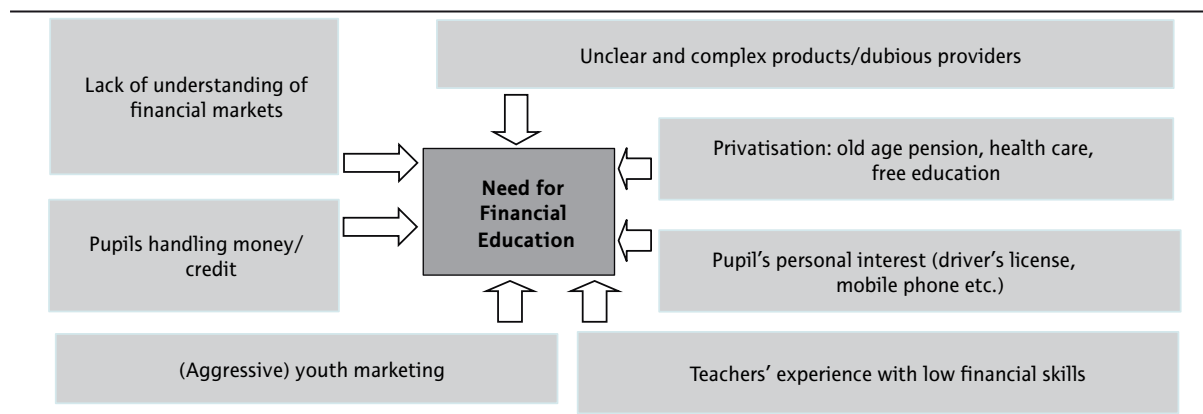 Lack of understanding of
financial markets
Unclear and complex products/dubious providers
Privatisation: old age pension, health care,
free education
Need for
Financial
Education
Pupils handling money/
credit
Pupil’s personal interest (driver’s license,
mobile phone etc.)
(Aggressive) youth marketing
Teachers’ experience with low financial skills